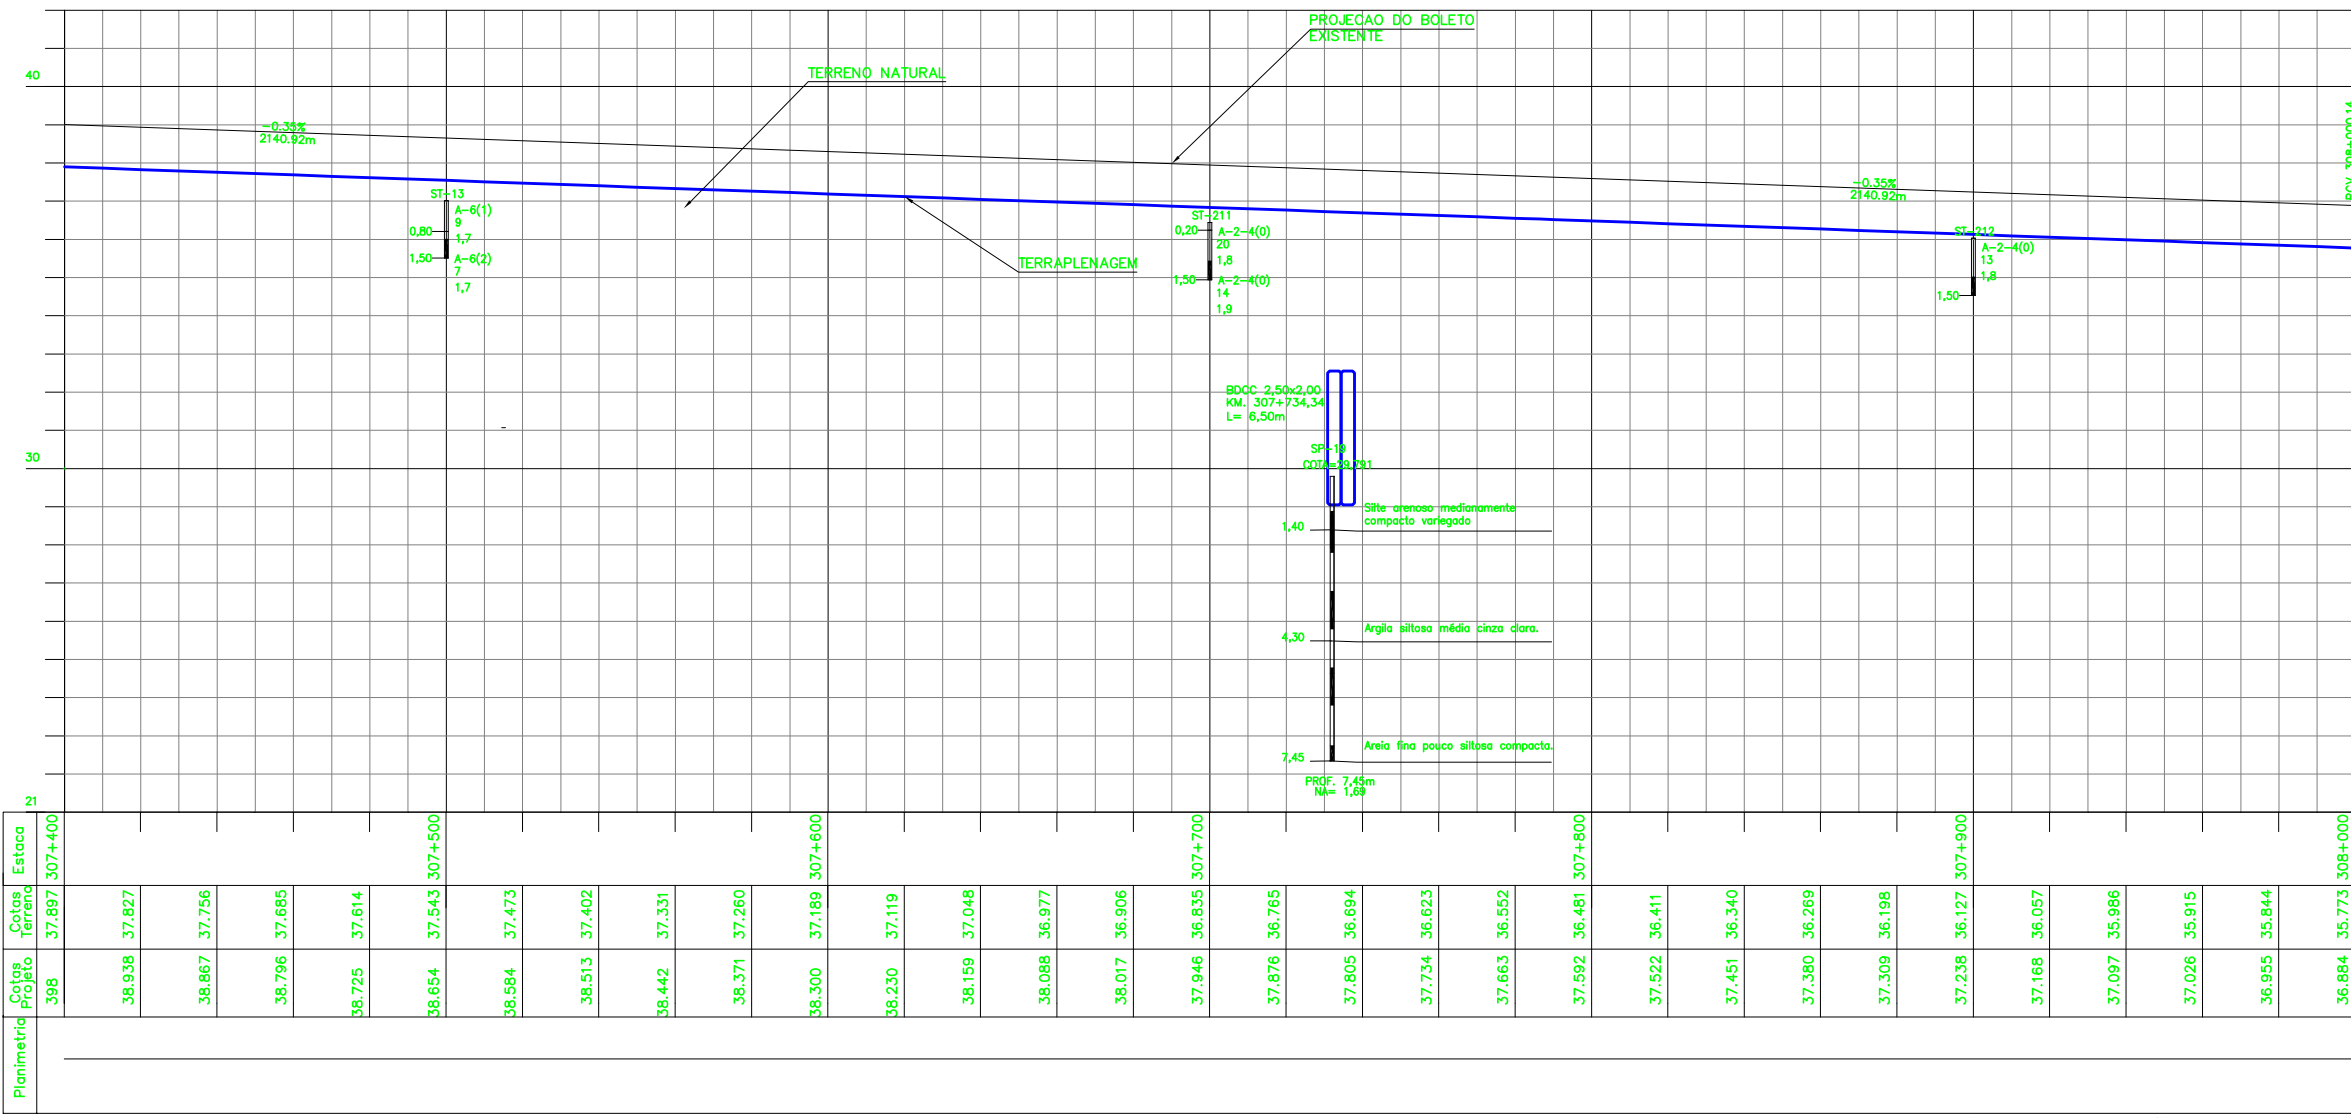 PROJECAO DO BOLETO
EXISTENTE
TERRENO NATURAL
40
-0.35%
2140.92m
-0.35%
2140.92m
ST-13
A-6(1)
9
1,7
0,80
1,50
A-6(2)
7
1,7
TERRAPLENAGEM
ST-211
0,20
A-2-4(0)
20
1,8
1,50
A-2-4(0)
14
1,9
ST-212
A-2-4(0)
13
1,8
1,50
BDCC 2,50x2,00
KM. 307+734,34
L= 6,50m
30
SP-19
COTA=29,791
Silte arenoso medianamente
compacto variegado
1,40
Argila siltosa média cinza clara.
4,30
Areia fina pouco siltosa compacta.
7,45
PROF. 7,45m
NA= 1,69
21
Estaca
307+400
307+500
307+600
307+700
307+800
307+900
308+000
Cotas
Terreno
37.897
37.827
37.756
37.685
37.614
37.543
37.473
37.402
37.331
37.260
37.189
37.119
37.048
36.977
36.906
36.835
36.765
36.694
36.623
36.552
36.481
36.411
36.340
36.269
36.198
36.127
36.057
35.986
35.915
35.844
35.773
Cotas
Projeto
398
38.938
38.867
38.796
38.725
38.654
38.584
38.513
38.442
38.371
38.300
38.230
38.159
38.088
38.017
37.946
37.876
37.805
37.734
37.663
37.592
37.522
37.451
37.380
37.309
37.238
37.168
37.097
37.026
36.955
36.884
Planimetria